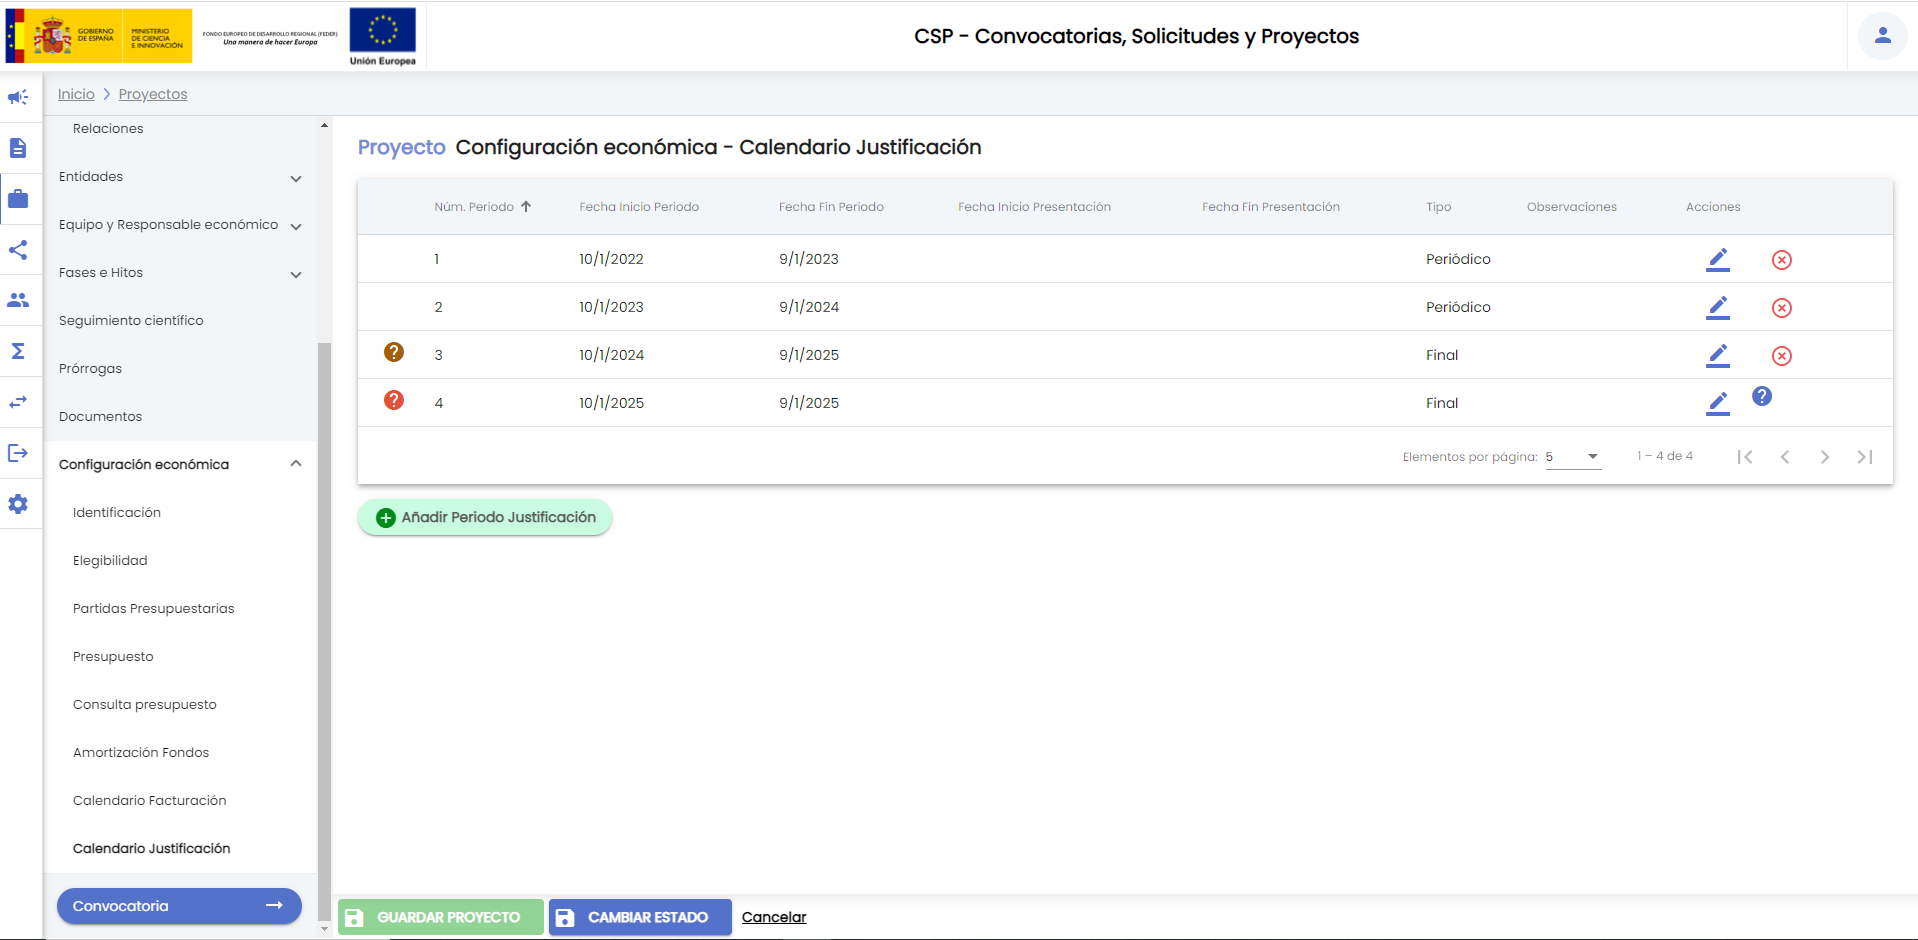 GOBIERNO
DE ESPAÑA
MINISTERIO
DE CIENCIA
E INNOVACIÓN
FONDO EUROPEO DE DESARROLLO REGIONAL (FEDER)
Una manera de hacer Europa
Unión Europea
CSP - Convocatorias, Solicitudes y Proyectos
Inicio > Proyectos
Relaciones
Entidades
Equipo y Responsable económico
Fases e Hitos
Seguimiento científico
Prórrogas
Documentos
Configuración económica
Identificación
Elegibilidad
Partidas Presupuestarias
Presupuesto
Consulta presupuesto
Amortización Fondos
Calendario Facturación
Calendario Justificación
Convocatoria
Proyecto Configuración económica - Calendario Justificación
Núm. Periodo Fecha Inicio Periodo Fecha Fin Periodo Fecha Inicio Presentación Fecha Fin Presentación Tipo Observaciones Acciones
1 10/1/2022 9/1/2023 Periódico
2 10/1/2023 9/1/2024 Periódico
? 3 10/1/2024 9/1/2025 Final
? 4 10/1/2025 9/1/2025 Final ?
Elementos por página: 5 1 – 4 de 4
Añadir Periodo Justificación
GUARDAR PROYECTO CAMBIAR ESTADO Cancelar